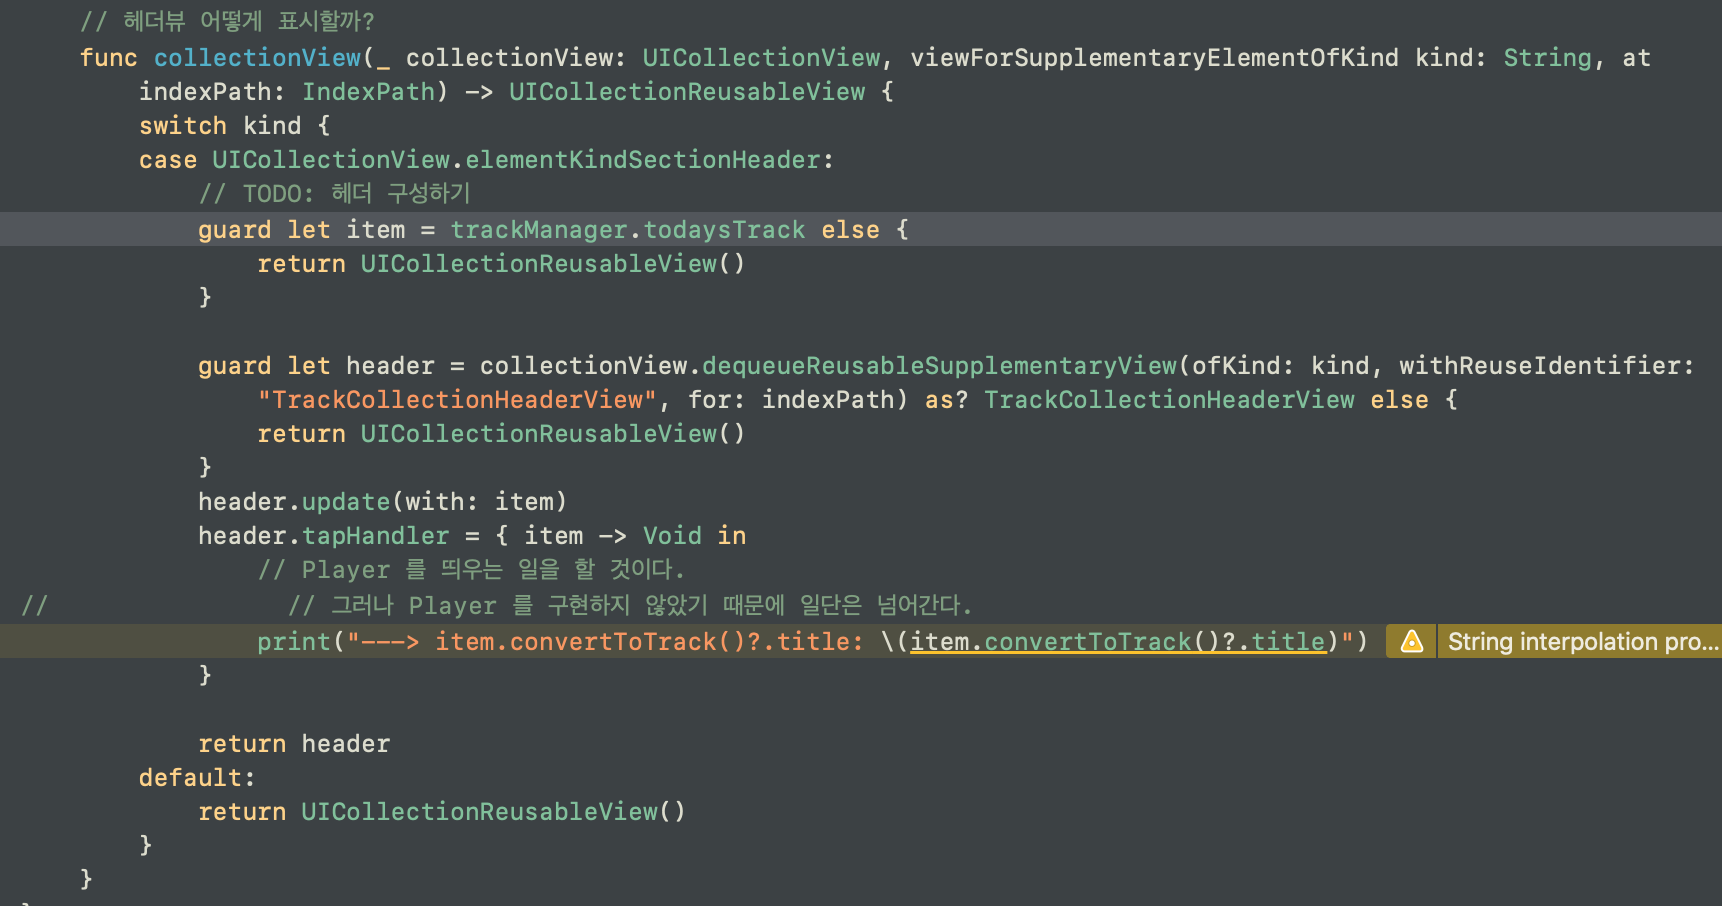 // 헤더뷰 어떻게 표시할까?
func collectionView(_ collectionView: UICollectionView, viewForSupplementaryElementOfKind kind: String, at
indexPath: IndexPath) -> UICollectionReusableView {
switch kind {
case UICollectionView.elementKindSectionHeader:
// TODO: 헤더 구성하기
guard let item = trackManager.todaysTrack else {
return UICollectionReusableView()
}
guard let header = collectionView.dequeueReusableSupplementaryView(ofKind: kind, withReuseIdentifier:
"TrackCollectionHeaderView", for: indexPath) as? TrackCollectionHeaderView else {
return UICollectionReusableView()
}
header.update(with: item)
header.tapHandler = { item -> Void in
// Player 를 띄우는 일을 할 것이다.
// // 그러나 Player 를 구현하지 않았기 때문에 일단은 넘어간다.
print("---> item.convertToTrack()?.title: \(item.convertToTrack()?.title)") String interpolation pro...
}
return header
default:
return UICollectionReusableView()
}
}